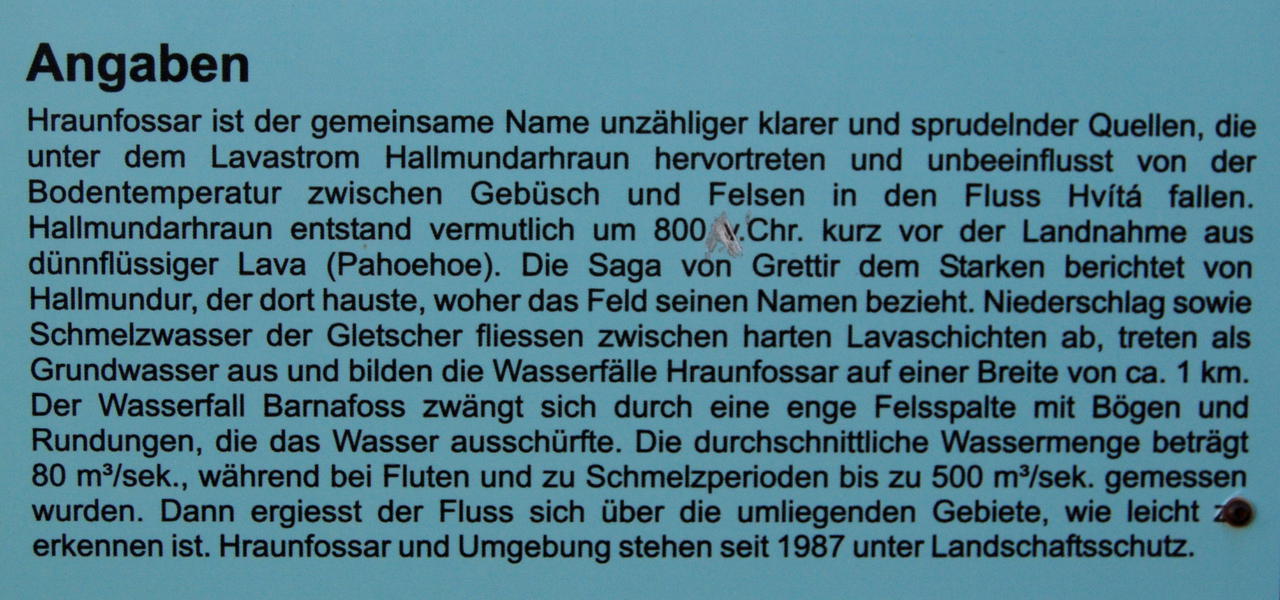 Angaben
Hraunfossar ist der gemeinsame Name unzähliger klarer und sprudelnder Quellen, die
unter dem Lavastrom Hallmundarhraun hervortreten und unbeeinflusst von der
Bodentemperatur zwischen Gebüsch und Felsen in den Fluss Hvítá fallen.
Hallmundarhraun entstand vermutlich um 800 v.Chr. kurz vor der Landnahme aus
dünnflüssiger Lava (Pahoehoe). Die Saga von Grettir dem Starken berichtet von
Hallmundur, der dort hauste, woher das Feld seinen Namen bezieht. Niederschlag sowie
Schmelzwasser der Gletscher fliessen zwischen harten Lavaschichten ab, treten als
Grundwasser aus und bilden die Wasserfälle Hraunfossar auf einer Breite von ca. 1 km.
Der Wasserfall Barnafoss zwängt sich durch eine enge Felsspalte mit Bögen und
Rundungen, die das Wasser ausschürfte. Die durchschnittliche Wassermenge beträgt
80 m³/sek., während bei Fluten und zu Schmelzperioden bis zu 500 m³/sek. gemessen
wurden. Dann ergiesst der Fluss sich über die umliegenden Gebiete, wie leicht
erkennen ist. Hraunfossar und Umgebung stehen seit 1987 unter Landschaftsschutz.